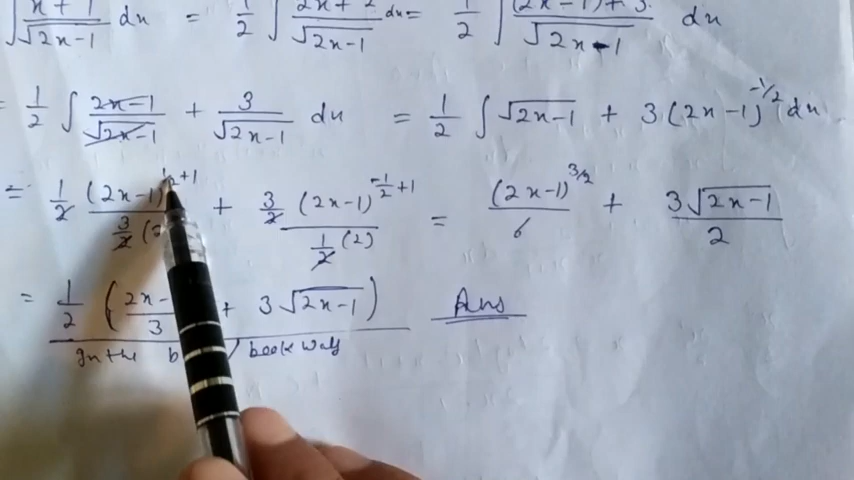 ∫ x+1 / √2x-1 dx = 1/2 ∫ 2x+2 / √2x-1 dx = 1/2 ∫ (2x-1)+3 / √2x-1 dx
= 1/2 ∫ 2x-1 / √2x-1 + 3 / √2x-1 dx = 1/2 ∫ √2x-1 + 3(2x-1)^-1/2 dx
= 1/2 (2x-1)^1/2+1 / 3/2 (2 + 3/2 (2x-1)^-1/2+1 / 1/2 (2) = (2x-1)^3/2 / 6 + 3√2x-1 / 2
= 1/2 (2x- / 3 + 3√2x-1) Ans
In the b book way